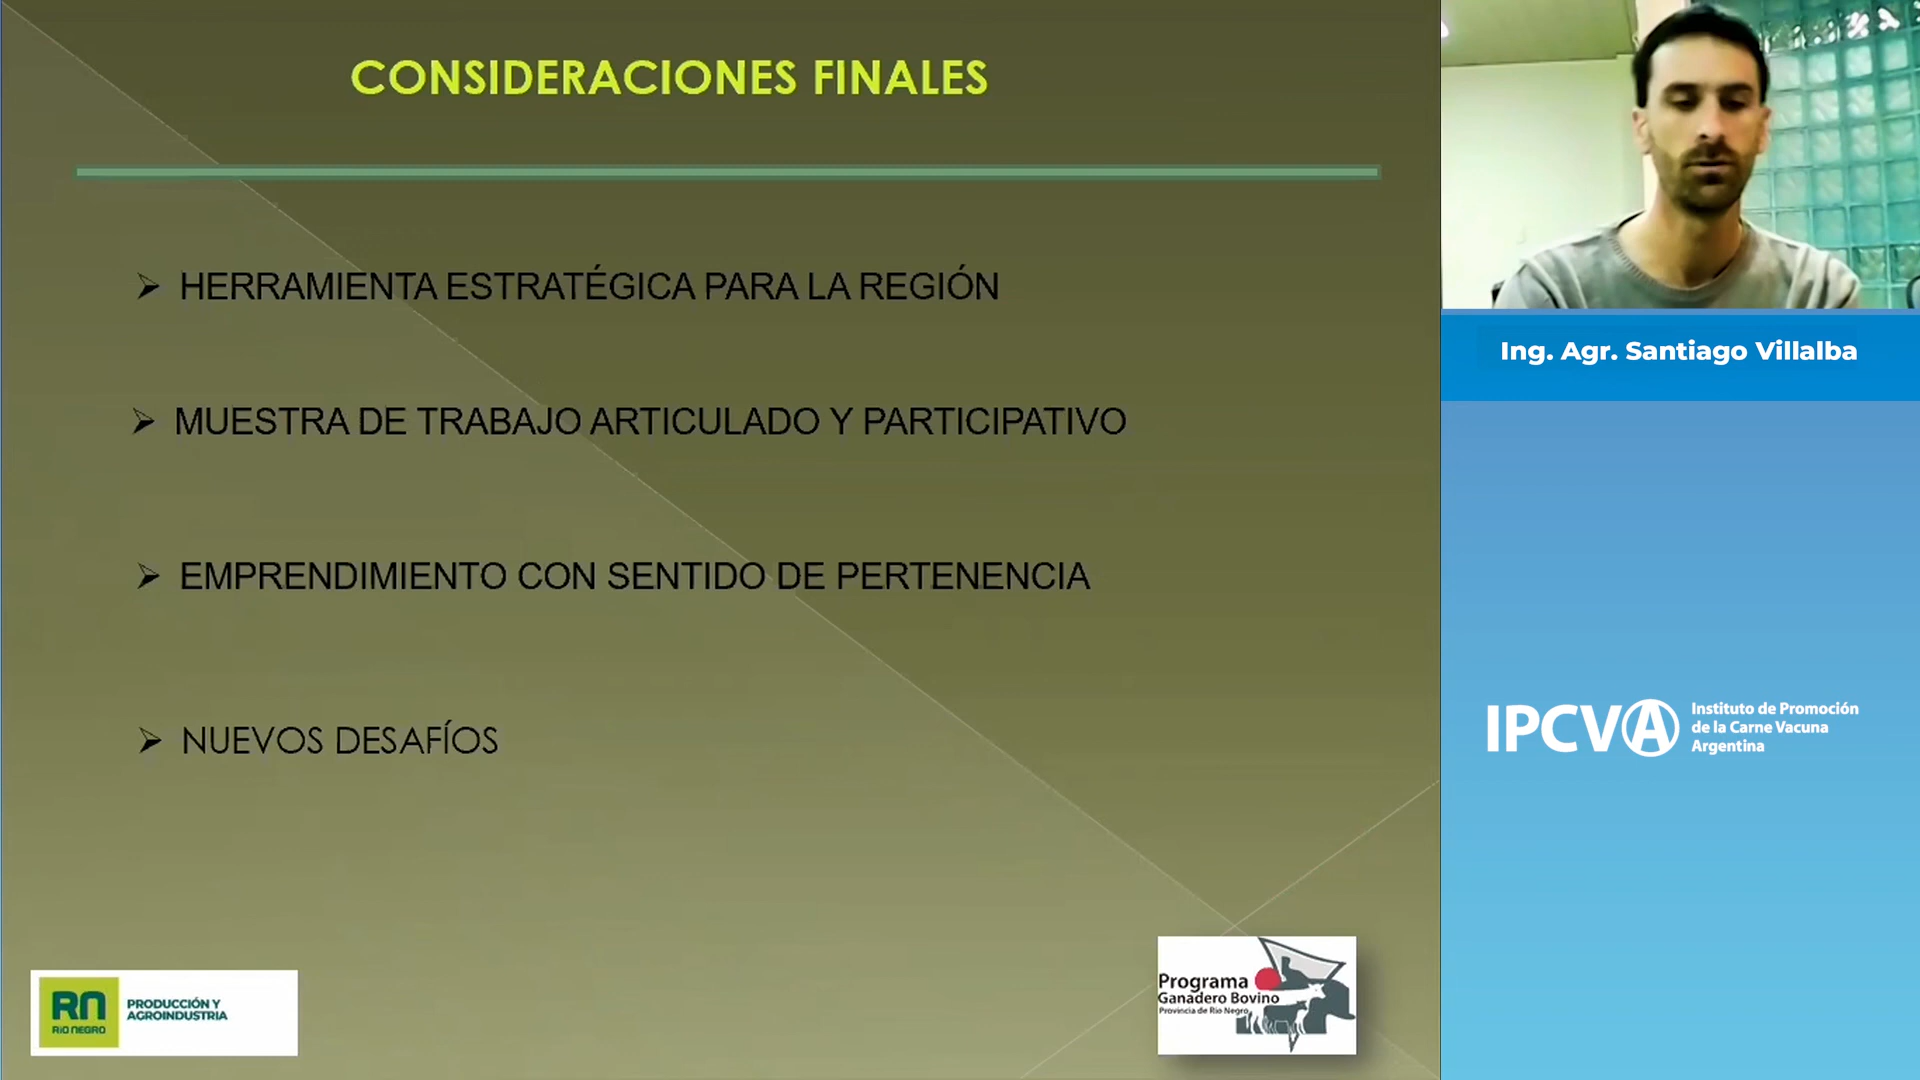 CONSIDERACIONES FINALES
➢ HERRAMIENTA ESTRATÉGICA PARA LA REGIÓN
➢ MUESTRA DE TRABAJO ARTICULADO Y PARTICIPATIVO
➢ EMPRENDIMIENTO CON SENTIDO DE PERTENENCIA
➢ NUEVOS DESAFÍOS
RN
RÍO NEGRO
PRODUCCIÓN Y
AGROINDUSTRIA
Programa
Ganadero Bovino
Provincia de Río Negro
Ing. Agr. Santiago Villalba
IPCVA
Instituto de Promoción
de la Carne Vacuna
Argentina